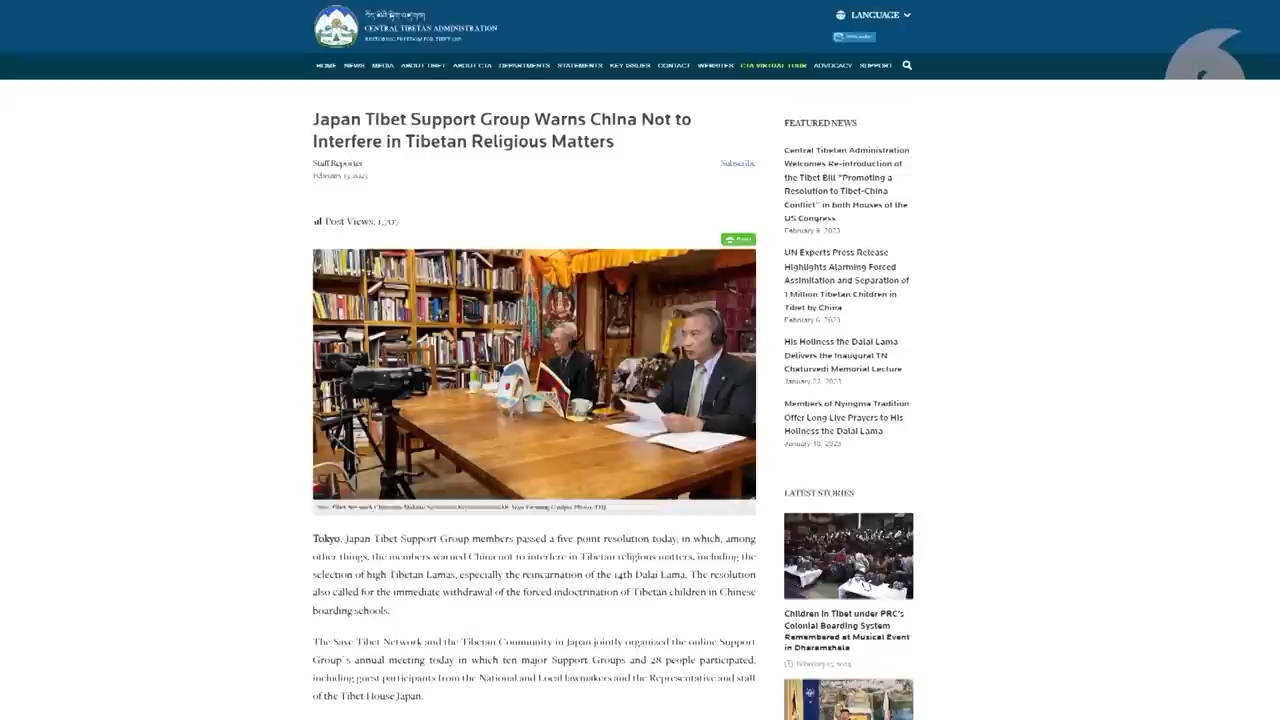 CENTRAL TIBETAN ADMINISTRATION
RESTORING FREEDOM FOR TIBETANS
LANGUAGE
HOME NEWS MEDIA ABOUT TIBET ABOUT CTA DEPARTMENTS STATEMENTS KEY ISSUES CONTACT WEBSITES CTA VIRTUAL TOUR ADVOCACY SUPPORT
Japan Tibet Support Group Warns China Not to
Interfere in Tibetan Religious Matters
Staff Reporter
Subscribe
February 13, 2023
Post Views: 1,707
Print
Tokyo. Japan Tibet Support Group members passed a five point resolution today, in which, among
other things, the members warned China not to interfere in Tibetan religious matters, including the
selection of high Tibetan Lamas, especially the reincarnation of the 14th Dalai Lama. The resolution
also called for the immediate withdrawal of the forced indoctrination of Tibetan children in Chinese
boarding schools.
The Save Tibet Network and the Tibetan Community in Japan jointly organized the online Support
Group's annual meeting today in which ten major Support Groups and 28 people participated,
including guest participants from the National and Local lawmakers and the Representative and staff
of the Tibet House Japan.
FEATURED NEWS
Central Tibetan Administration
Welcomes Re-introduction of
the Tibet Bill "Promoting a
Resolution to Tibet-China
Conflict" in both Houses of the
US Congress
February 9, 2023
UN Experts Press Release
Highlights Alarming Forced
Assimilation and Separation of
1 Million Tibetan Children in
Tibet by China
February 6, 2023
His Holiness the Dalai Lama
Delivers the Inaugural TN
Chaturvedi Memorial Lecture
January 22, 2023
Members of Nyingma Tradition
Offer Long Live Prayers to His
Holiness the Dalai Lama
January 18, 2023
LATEST STORIES
Children in Tibet under PRC's
Colonial Boarding System
Remembered at Musical Event
in Dharamshala